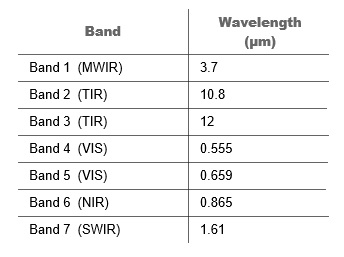 Band Wavelength
(µm)
Band 1 (MWIR) 3.7
Band 2 (TIR) 10.8
Band 3 (TIR) 12
Band 4 (VIS) 0.555
Band 5 (VIS) 0.659
Band 6 (NIR) 0.865
Band 7 (SWIR) 1.61